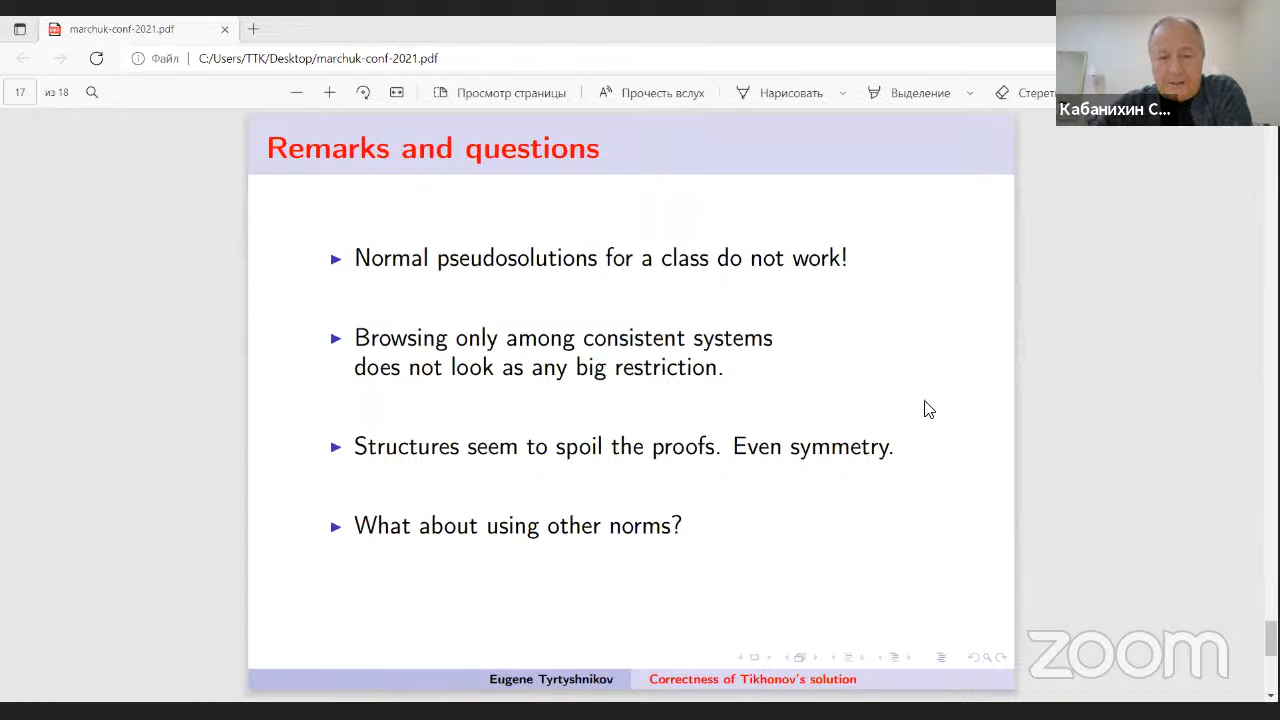 marchuk-conf-2021.pdf
Файл C:/Users/TTK/Desktop/marchuk-conf-2021.pdf
17 из 18 Просмотр страницы Прочесть вслух Нарисовать Выделение Стерет
Кабанихин С...
Remarks and questions
Normal pseudosolutions for a class do not work!
Browsing only among consistent systems
does not look as any big restriction.
Structures seem to spoil the proofs. Even symmetry.
What about using other norms?
zoom
Eugene Tyrtyshnikov Correctness of Tikhonov's solution